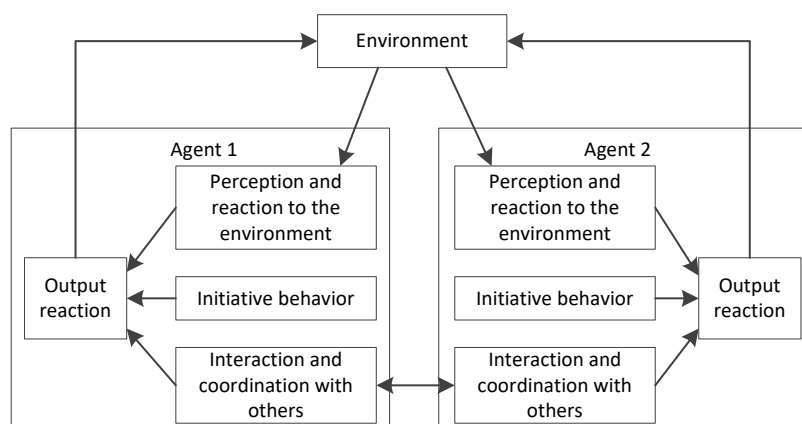 Environment
Agent 1
Perception and
reaction to the
environment
Output
reaction
Initiative behavior
Interaction and
coordination with
others
Agent 2
Perception and
reaction to the
environment
Initiative behavior
Output
reaction
Interaction and
coordination with
others